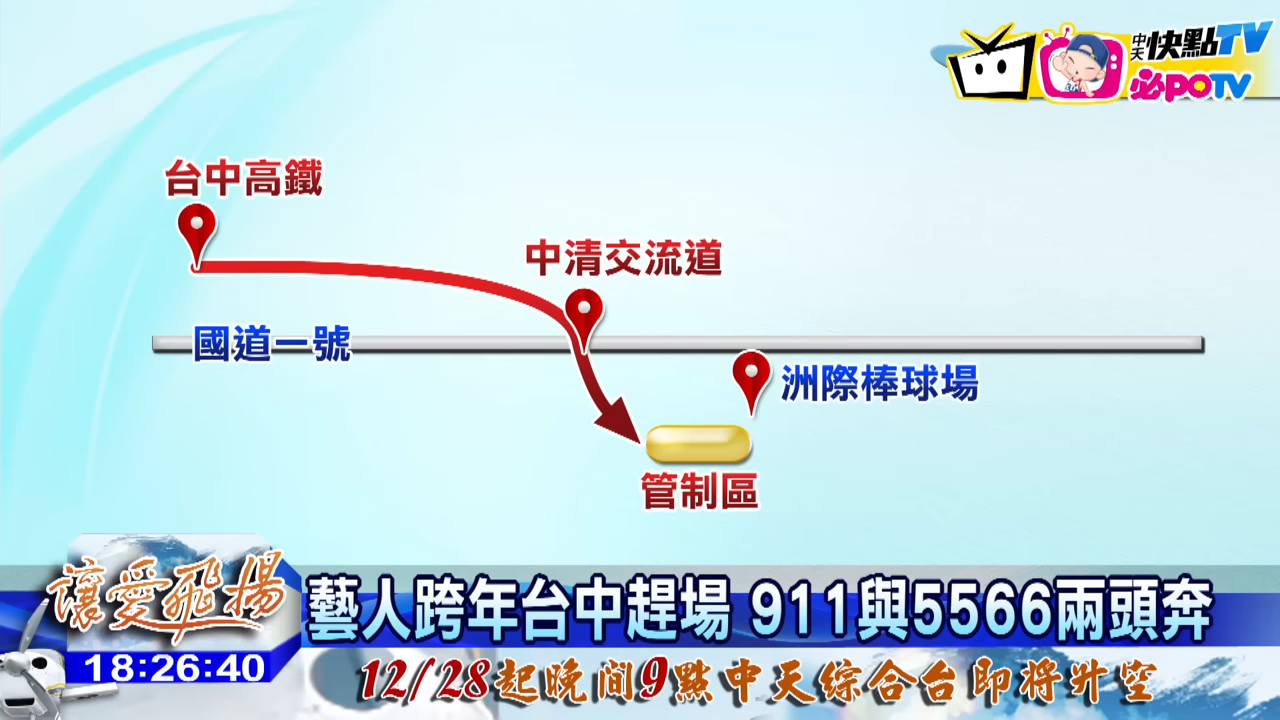 中天快點TV
必POTV
台中高鐵
中清交流道
國道一號
洲際棒球場
管制區
讓愛飛揚
藝人跨年台中趕場 911與5566兩頭奔
18:26:40
12/28起晚間9點中天綜合台即將升空